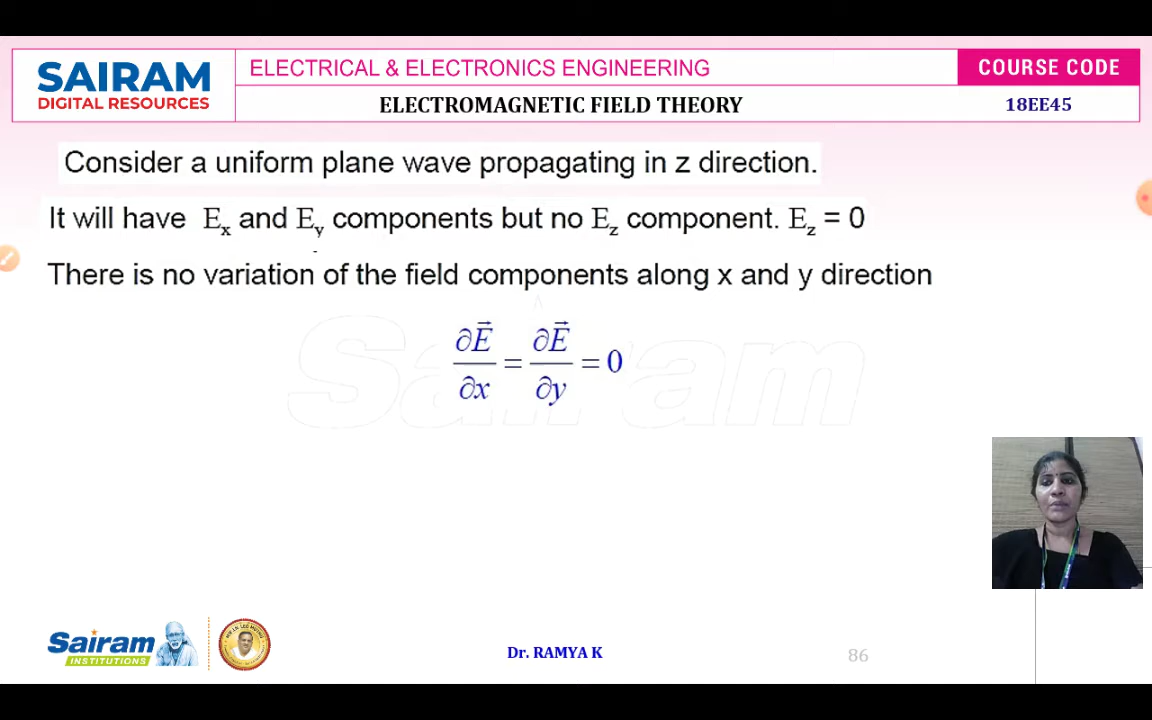 SAIRAM
DIGITAL RESOURCES
ELECTRICAL & ELECTRONICS ENGINEERING
COURSE CODE
ELECTROMAGNETIC FIELD THEORY
18EE45
Consider a uniform plane wave propagating in z direction.
It will have Eₓ and E_y components but no E_z component. E_z = 0
There is no variation of the field components along x and y direction
∂E⃗/∂x = ∂E⃗/∂y = 0
Sairam
Sairam
INSTITUTIONS
Dr. RAMYA K
86